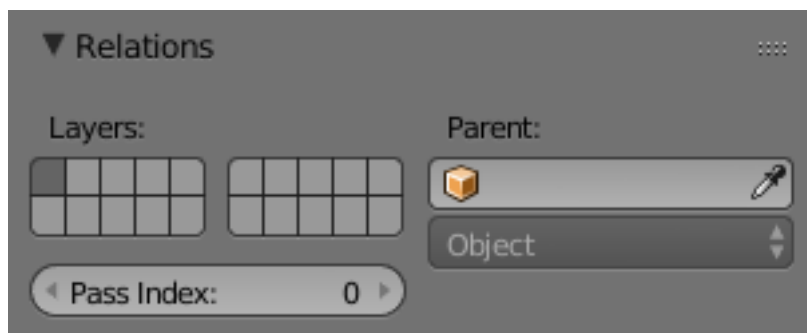 Relations
Layers:
Parent:
Object
Pass Index: 0